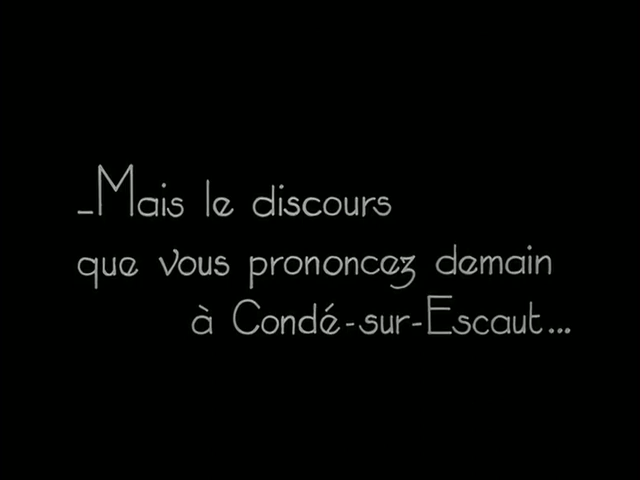 –Mais le discours
que vous prononcez demain
à Condé-sur-Escaut...